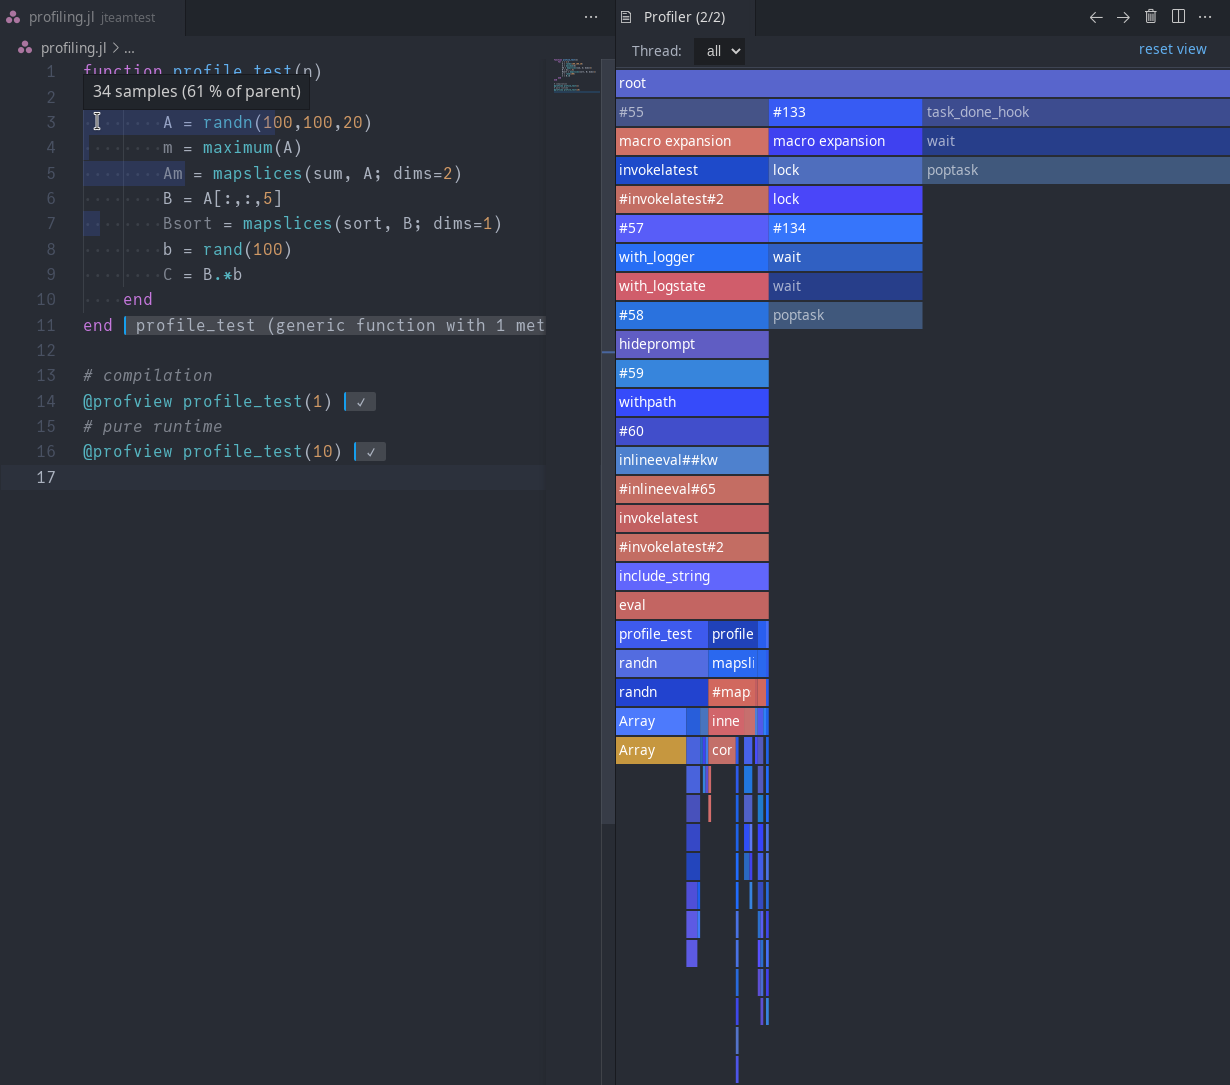 profiling.jl jteamtest
profiling.jl > ...
1 function profile_test(n)
34 samples (61 % of parent)
2
3 A = randn(100,100,20)
4 m = maximum(A)
5 Am = mapslices(sum, A; dims=2)
6 B = A[:,:,5]
7 Bsort = mapslices(sort, B; dims=1)
8 b = rand(100)
9 C = B.*b
10 end
11 end profile_test (generic function with 1 met
12
13 # compilation
14 @profview profile_test(1) ✓
15 # pure runtime
16 @profview profile_test(10) ✓
17
Profiler (2/2)
Thread: all reset view
root
#55 #133 task_done_hook
macro expansion macro expansion wait
invokelatest lock poptask
#invokelatest#2 lock
#57 #134
with_logger wait
with_logstate wait
#58 poptask
hideprompt
#59
withpath
#60
inlineeval##kw
#inlineeval#65
invokelatest
#invokelatest#2
include_string
eval
profile_test profile
randn mapsli
randn #map
Array inne
Array cor